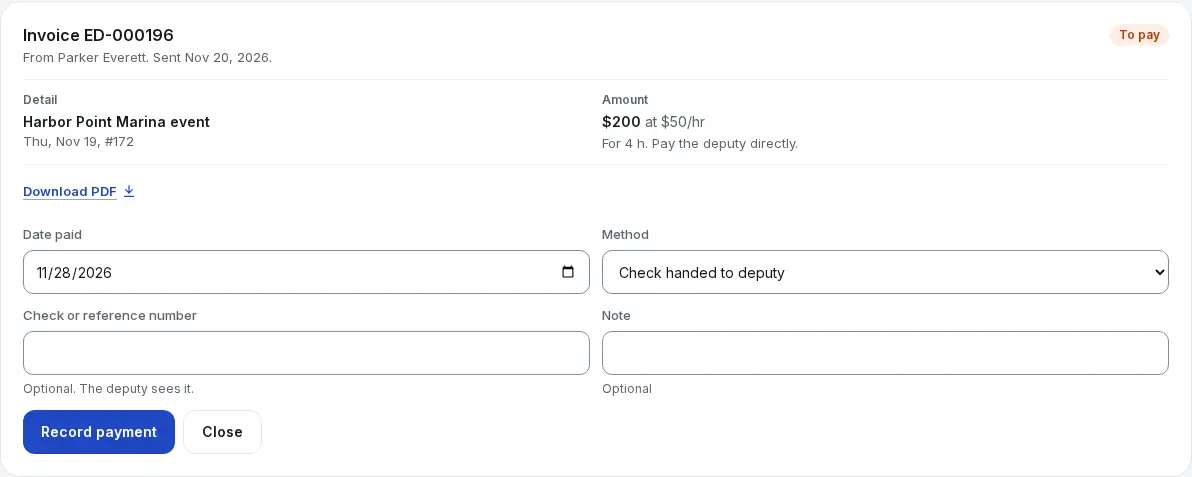 Invoice ED-000196
To pay
From Parker Everett. Sent Nov 20, 2026.
Detail
Harbor Point Marina event
Thu, Nov 19, #172
Amount
$200 at $50/hr
For 4 h. Pay the deputy directly.
Download PDF
Date paid
11/28/2026
Method
Check handed to deputy
Check or reference number
Optional. The deputy sees it.
Note
Optional
Record payment
Close